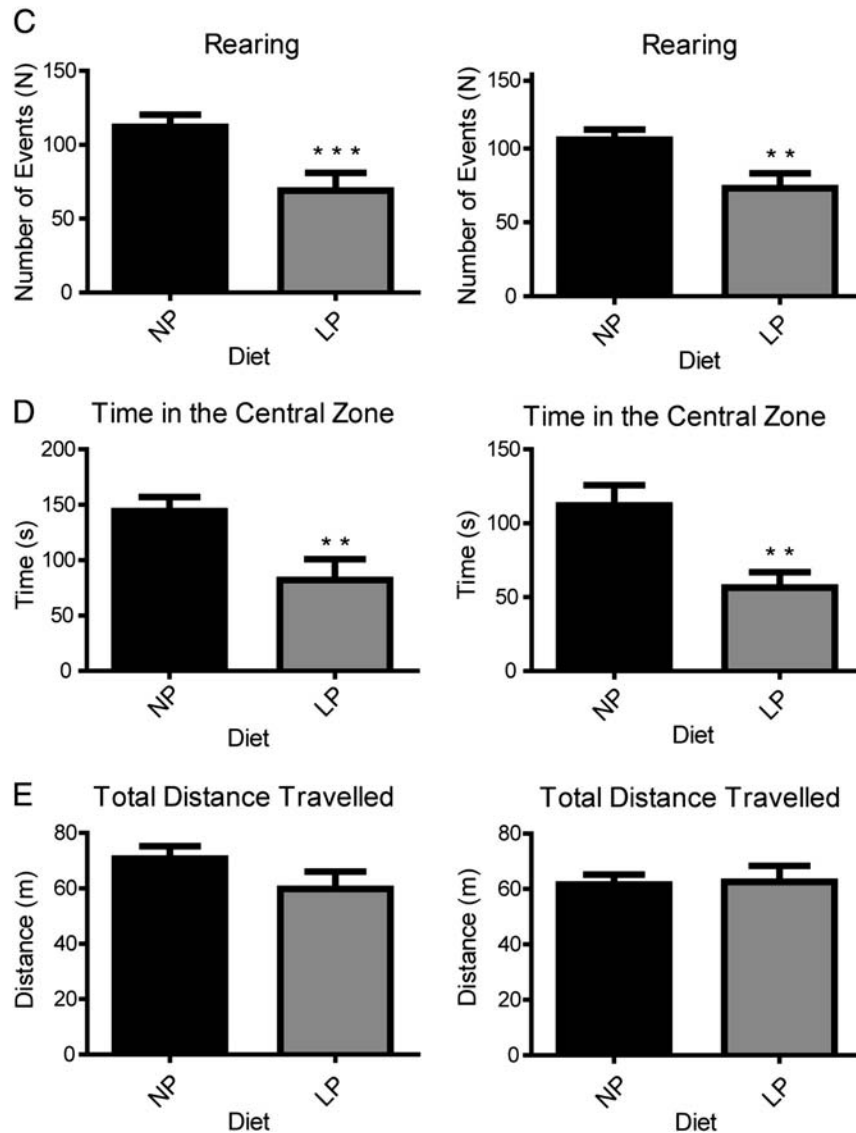 C
Rearing
Number of Events (N)
150
100
50
0
* * *
NP
LP
Diet
Rearing
Number of Events (N)
150
100
50
0
* *
NP
LP
Diet
D
Time in the Central Zone
Time (s)
200
150
100
50
0
* *
NP
LP
Diet
Time in the Central Zone
Time (s)
150
100
50
0
* *
NP
LP
Diet
E
Total Distance Travelled
Distance (m)
80
60
40
20
0
NP
LP
Diet
Total Distance Travelled
Distance (m)
80
60
40
20
0
NP
LP
Diet